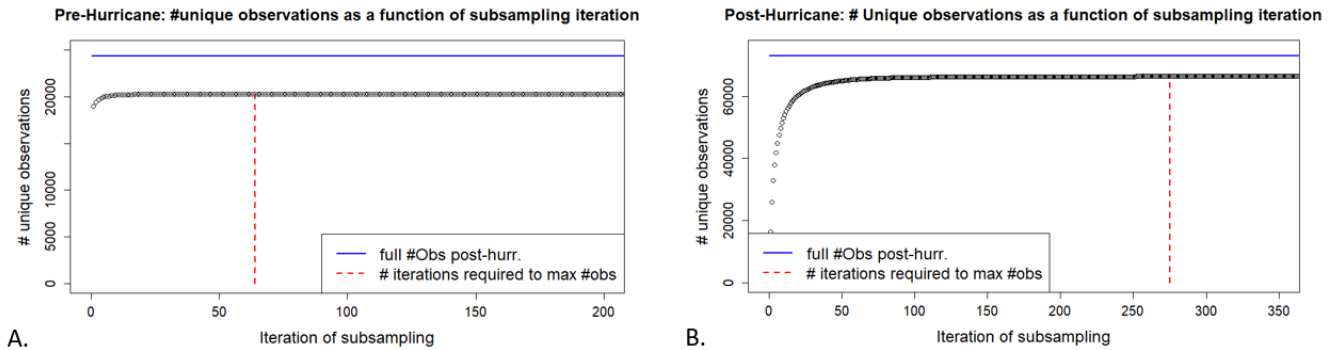 Pre-Hurricane: #unique observations as a function of subsampling iteration
# unique observations
20000
15000
10000
5000
0
full #Obs post-hurr.
# iterations required to max #obs
0
50
100
150
200
Iteration of subsampling
A.
Post-Hurricane: # Unique observations as a function of subsampling iteration
# unique observations
60000
40000
20000
0
full #Obs post-hurr.
# iterations required to max #obs
0
50
100
150
200
250
300
350
Iteration of subsampling
B.